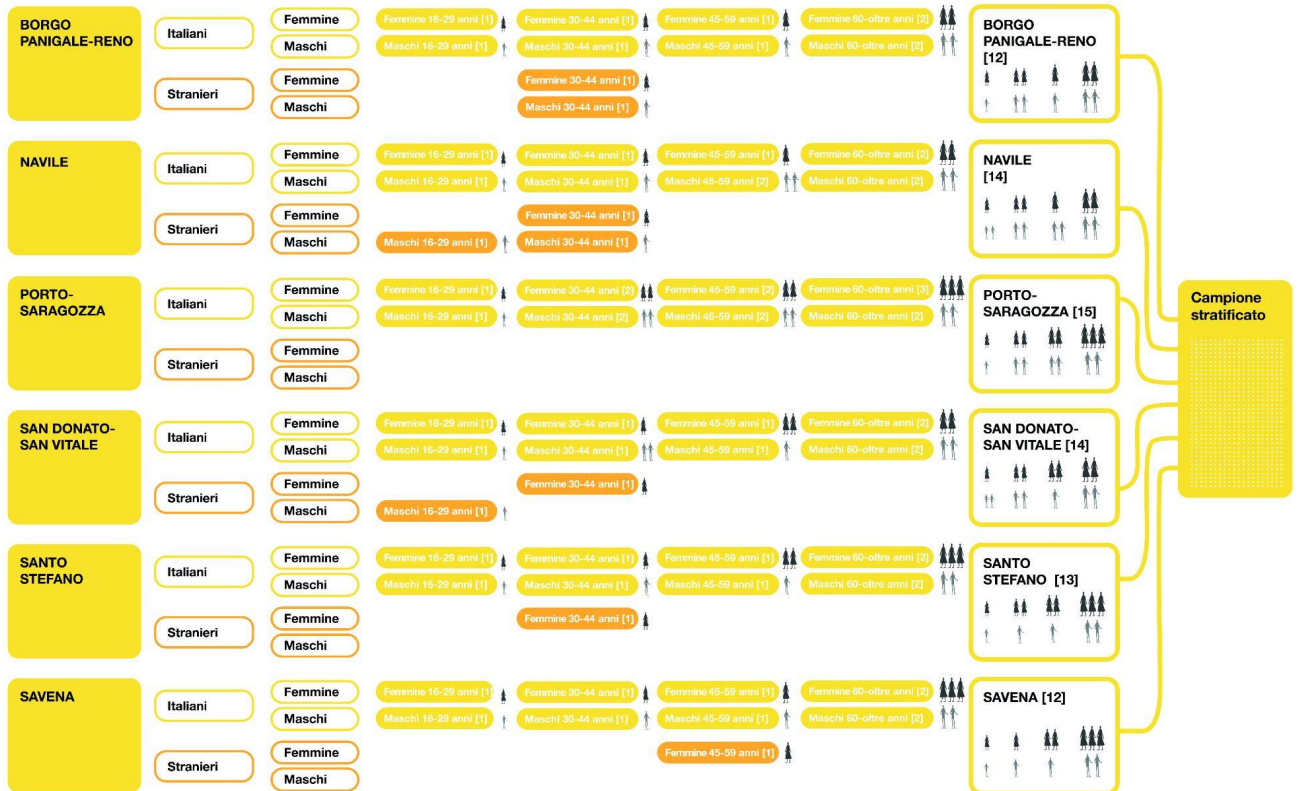 BORGO
PANIGALE-RENO
Italiani
Femmine
Femmine 16-29 anni [1]
Femmine 30-44 anni [1]
Femmine 45-59 anni [1]
Femmine 60-oltre anni [2]
Maschi
Maschi 16-29 anni [1]
Maschi 30-44 anni [1]
Maschi 45-59 anni [1]
Maschi 60-oltre anni [2]
Stranieri
Femmine
Femmine 30-44 anni [1]
Maschi
Maschi 30-44 anni [1]
BORGO
PANIGALE-RENO
[12]
NAVILE
Italiani
Femmine
Femmine 16-29 anni [1]
Femmine 30-44 anni [1]
Femmine 45-59 anni [1]
Femmine 60-oltre anni [2]
Maschi
Maschi 16-29 anni [1]
Maschi 30-44 anni [1]
Maschi 45-59 anni [2]
Maschi 60-oltre anni [2]
Stranieri
Femmine
Femmine 30-44 anni [1]
Maschi
Maschi 16-29 anni [1]
Maschi 30-44 anni [1]
NAVILE
[14]
PORTO-
SARAGOZZA
Italiani
Femmine
Femmine 16-29 anni [1]
Femmine 30-44 anni [2]
Femmine 45-59 anni [2]
Femmine 60-oltre anni [3]
Maschi
Maschi 16-29 anni [1]
Maschi 30-44 anni [2]
Maschi 45-59 anni [2]
Maschi 60-oltre anni [2]
Stranieri
Femmine
Maschi
PORTO-
SARAGOZZA [15]
SAN DONATO-
SAN VITALE
Italiani
Femmine
Femmine 16-29 anni [1]
Femmine 30-44 anni [1]
Femmine 45-59 anni [1]
Femmine 60-oltre anni [2]
Maschi
Maschi 16-29 anni [1]
Maschi 30-44 anni [1]
Maschi 45-59 anni [1]
Maschi 60-oltre anni [2]
Stranieri
Femmine
Femmine 30-44 anni [1]
Maschi
Maschi 16-29 anni [1]
SAN DONATO-
SAN VITALE [14]
SANTO
STEFANO
Italiani
Femmine
Femmine 16-29 anni [1]
Femmine 30-44 anni [1]
Femmine 45-59 anni [1]
Femmine 60-oltre anni [2]
Maschi
Maschi 16-29 anni [1]
Maschi 30-44 anni [1]
Maschi 45-59 anni [1]
Maschi 60-oltre anni [2]
Stranieri
Femmine
Femmine 30-44 anni [1]
Maschi
SANTO
STEFANO [13]
SAVENA
Italiani
Femmine
Femmine 16-29 anni [1]
Femmine 30-44 anni [1]
Femmine 45-59 anni [1]
Femmine 60-oltre anni [2]
Maschi
Maschi 16-29 anni [1]
Maschi 30-44 anni [1]
Maschi 45-59 anni [1]
Maschi 60-oltre anni [2]
Stranieri
Femmine
Femmine 45-59 anni [1]
Maschi
SAVENA [12]
Campione
stratificato